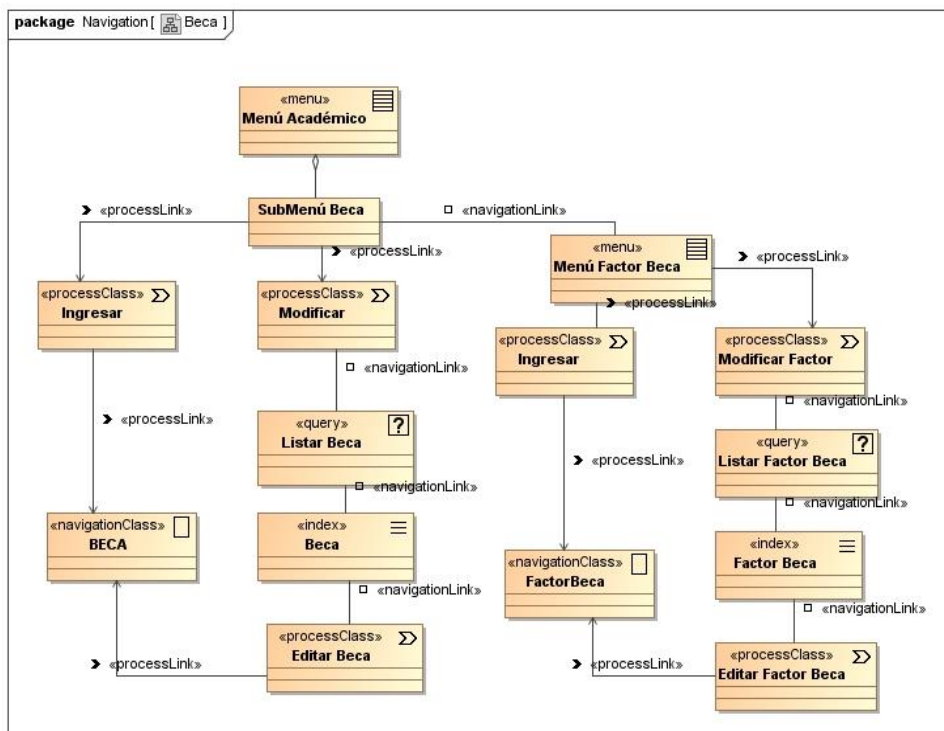 package Navigation [ Beca ]
«menu»
Menú Académico
SubMenú Beca
«processLink»
«navigationLink»
«processLink»
«menu»
Menú Factor Beca
«processLink»
«processLink»
«processClass»
Ingresar
«processClass»
Modificar
«processClass»
Ingresar
«processClass»
Modificar Factor
«navigationLink»
«navigationLink»
«processLink»
«query»
Listar Beca
?
«query»
Listar Factor Beca
?
«processLink»
«navigationLink»
«navigationLink»
«navigationClass»
BECA
«index»
Beca
«navigationClass»
FactorBeca
«index»
Factor Beca
«navigationLink»
«navigationLink»
«processClass»
Editar Beca
«processLink»
«processClass»
Editar Factor Beca
«processLink»